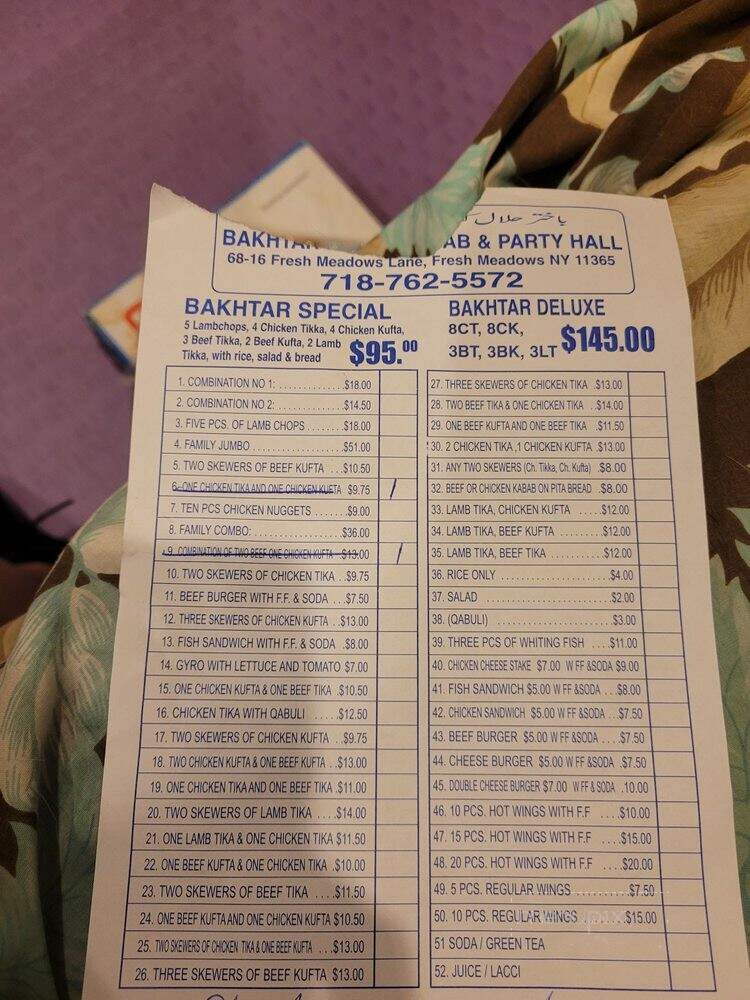 باختر حلال
BAKHTA AB & PARTY HALL
68-16 Fresh Meadows Lane, Fresh Meadows NY 11365
718-762-5572
BAKHTAR SPECIAL
5 Lambchops, 4 Chicken Tikka, 4 Chicken Kufta,
3 Beef Tikka, 2 Beef Kufta, 2 Lamb
Tikka, with rice, salad & bread
$95.00
BAKHTAR DELUXE
8CT, 8CK,
3BT, 3BK, 3LT
$145.00
1. COMBINATION NO 1: . . . . . . . . . . . . .$18.00
2. COMBINATION NO 2: . . . . . . . . . . . . .$14.50
3. FIVE PCS. OF LAMB CHOPS . . . . . . .$18.00
4. FAMILY JUMBO . . . . . . . . . . . . . . . . .$51.00
5. TWO SKEWERS OF BEEF KUFTA . . .$10.50
6. ONE CHICKEN TIKA AND ONE CHICKEN KUFTA $9.75 /
7. TEN PCS CHICKEN NUGGETS . . . . . .$9.00
8. FAMILY COMBO: . . . . . . . . . . . . . . . . .$36.00
9. COMBINATION OF TWO BEEF ONE CHICKEN KUFTA $13.00 /
10. TWO SKEWERS OF CHICKEN TIKA . .$9.75
11. BEEF BURGER WITH F.F. & SODA . . .$7.50
12. THREE SKEWERS OF CHICKEN KUFTA . .$13.00
13. FISH SANDWICH WITH F.F. & SODA . .$8.00
14. GYRO WITH LETTUCE AND TOMATO $7.00
15. ONE CHICKEN KUFTA & ONE BEEF TIKA .$10.50
16. CHICKEN TIKA WITH QABULI . . . . .$12.50
17. TWO SKEWERS OF CHICKEN KUFTA . .$9.75
18. TWO CHICKEN KUFTA & ONE BEEF KUFTA . .$13.00
19. ONE CHICKEN TIKA AND ONE BEEF TIKA .$11.00
20. TWO SKEWERS OF LAMB TIKA . . . .$14.00
21. ONE LAMB TIKA & ONE CHICKEN TIKA $11.50
22. ONE BEEF KUFTA & ONE CHICKEN TIKA .$10.00
23. TWO SKEWERS OF BEEF TIKA . . . .$11.50
24. ONE BEEF KUFTA AND ONE CHICKEN KUFTA $10.50
25. TWO SKEWERS OF CHICKEN TIKA & ONE BEEF KUFTA . . .$13.00
26. THREE SKEWERS OF BEEF KUFTA $13.00
27. THREE SKEWERS OF CHICKEN TIKA .$13.00
28. TWO BEEF TIKA & ONE CHICKEN TIKA . .$14.00
29. ONE BEEF KUFTA AND ONE BEEF TIKA .$11.50
30. 2 CHICKEN TIKA ,1 CHICKEN KUFTA .$13.00
31. ANY TWO SKEWERS (Ch. Tikka, Ch. Kufta) .$8.00
32. BEEF OR CHICKEN KABAB ON PITA BREAD .$8.00
33. LAMB TIKA, CHICKEN KUFTA . . . . .$12.00
34. LAMB TIKA, BEEF KUFTA . . . . . . . .$12.00
35. LAMB TIKA, BEEF TIKA . . . . . . . . .$12.00
36. RICE ONLY . . . . . . . . . . . . . . . . . . .$4.00
37. SALAD . . . . . . . . . . . . . . . . . . . . . .$2.00
38. (QABULI) . . . . . . . . . . . . . . . . . . . .$3.00
39. THREE PCS OF WHITING FISH . . . .$11.00
40. CHICKEN CHEESE STAKE $7.00 W FF &SODA $9.00
41. FISH SANDWICH $5.00 W FF &SODA . . .$8.00
42. CHICKEN SANDWICH $5.00 W FF &SODA . . .$7.50
43. BEEF BURGER $5.00 W FF &SODA . . . .$7.50
44. CHEESE BURGER $5.00 W FF &SODA .$7.50
45. DOUBLE CHEESE BURGER $7.00 W FF & SODA .10.00
46. 10 PCS. HOT WINGS WITH F.F . . . .$10.00
47. 15 PCS. HOT WINGS WITH F.F . . . .$15.00
48. 20 PCS. HOT WINGS WITH F.F . . . .$20.00
49. 5 PCS. REGULAR WINGS . . . . . . . . .$7.50
50. 10 PCS. REGULAR WINGS . . . . . . .$15.00
51 SODA / GREEN TEA
52. JUICE / LACCI